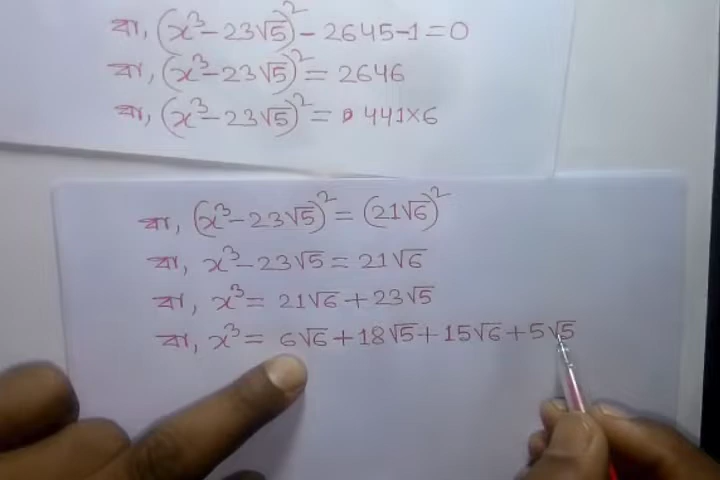 বা, (x³-23√5)²-2645-1=0
বা, (x³-23√5)²=2646
বা, (x³-23√5)²=441×6
বা, (x³-23√5)²=(21√6)²
বা, x³-23√5=21√6
বা, x³=21√6+23√5
বা, x³=6√6+18√5+15√6+5√5